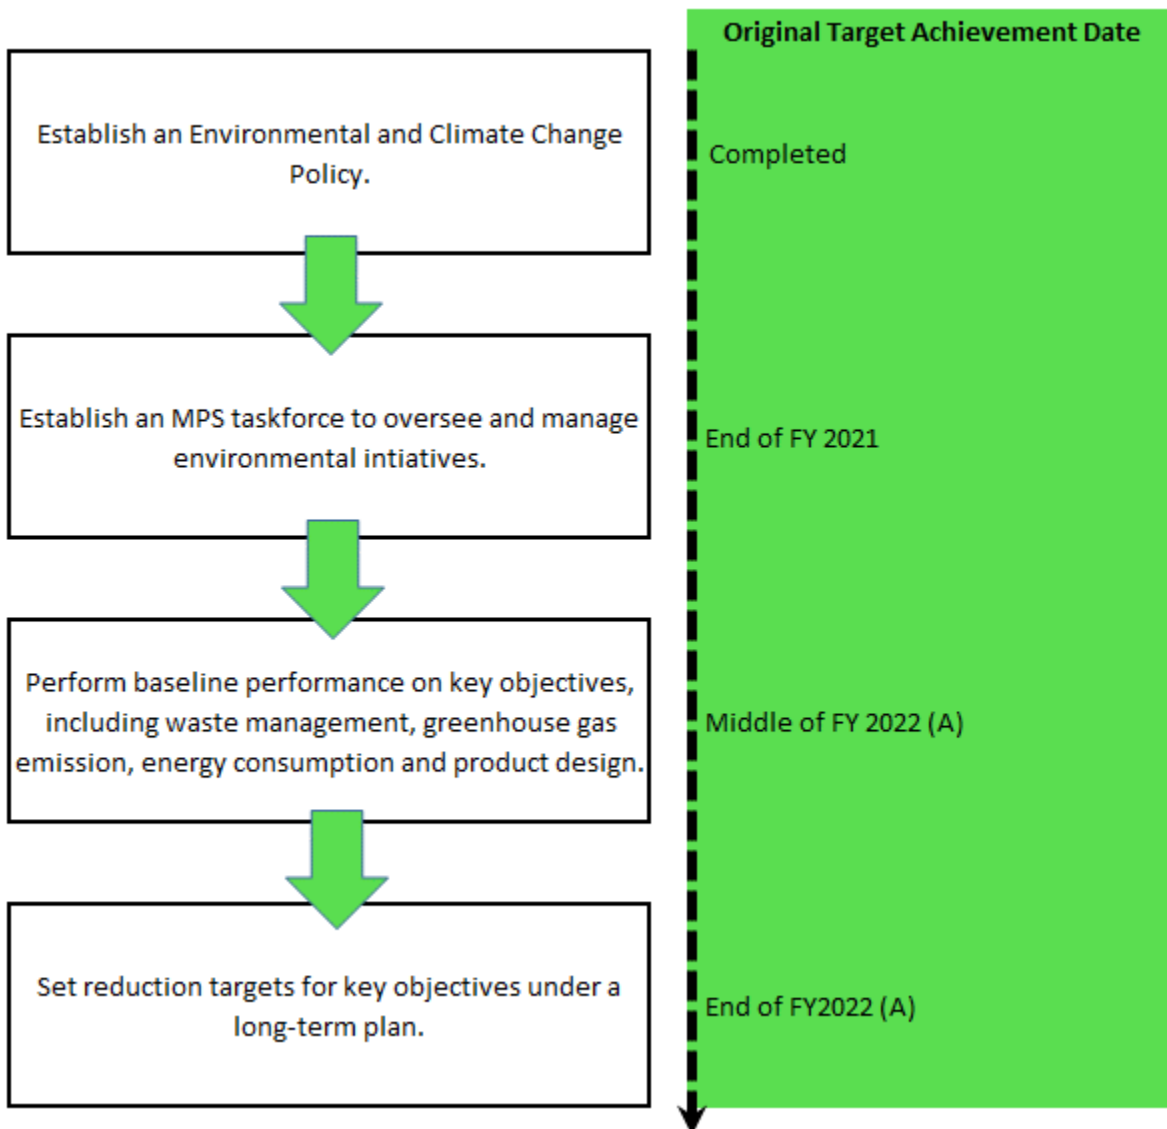 Original Target Achievement Date
Establish an Environmental and Climate Change
Policy.
Completed
Establish an MPS taskforce to oversee and manage
environmental intiatives.
End of FY 2021
Perform baseline performance on key objectives,
including waste management, greenhouse gas
emission, energy consumption and product design.
Middle of FY 2022 (A)
Set reduction targets for key objectives under a
long-term plan.
End of FY2022 (A)